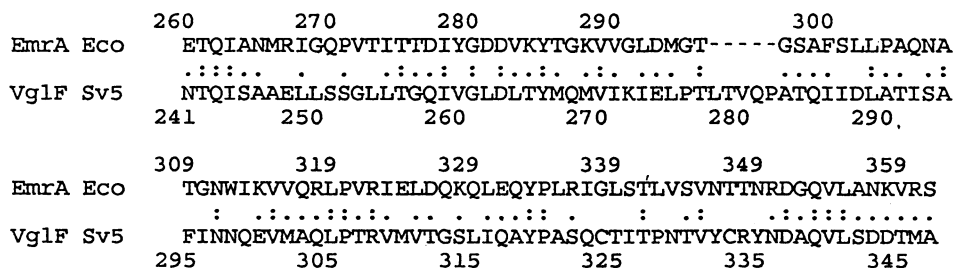 260 270 280 290 300
EmrA Eco ETQIANMRIGQPVTITTDIYGDDVKYTGKVVGLDMGT-----GSAFSLLPAQNA
.::: . . .:.:.: :.:.: . :. .. : ... :. .:
VglF Sv5 NTQISAAELLSSGLLTGQIVGLDLTYMQMVIKIELPTLTVQPATQIIDLATISA
241 250 260 270 280 290
309 319 329 339 349 359
EmrA Eco TGNWIKVVQRLPVRIELDQKQLEQYPLRIGLSTLVSVNTTNRDGQVLANKVRS
: .:..::.:. . . ..::. . : .: .:.::......
VglF Sv5 FINNQEVMAQLPTRVMVTGSLIQAYPASQCTITPNTVYCRYNDAQVLSDDTMA
295 305 315 325 335 345